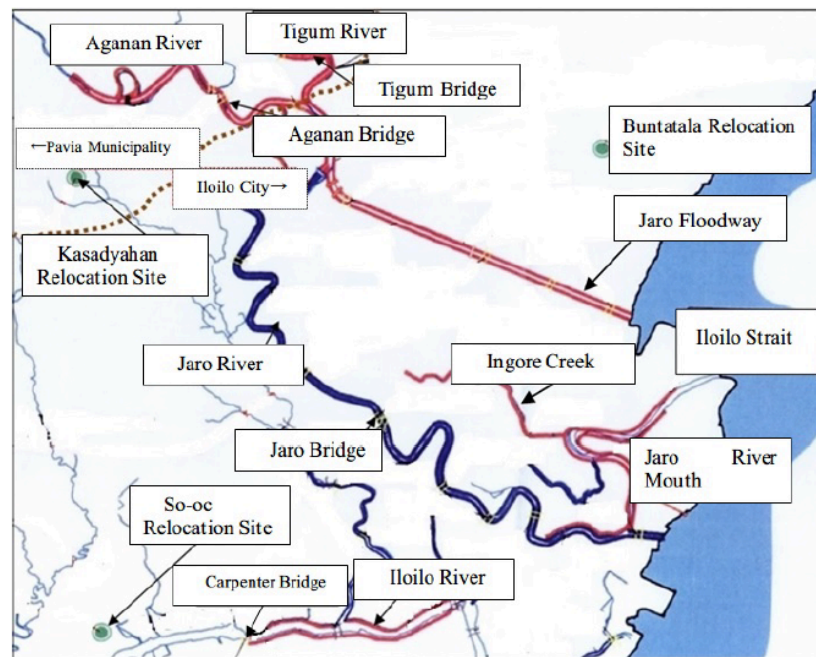 Aganan River
Tigum River
Tigum Bridge
Aganan Bridge
Buntatala Relocation
Site
←Pavia Municipality
Iloilo City→
Jaro Floodway
Kasadyahan
Relocation Site
Iloilo Strait
Jaro River
Ingore Creek
Jaro Bridge
Jaro River
Mouth
So-oc
Relocation Site
Carpenter Bridge
Iloilo River